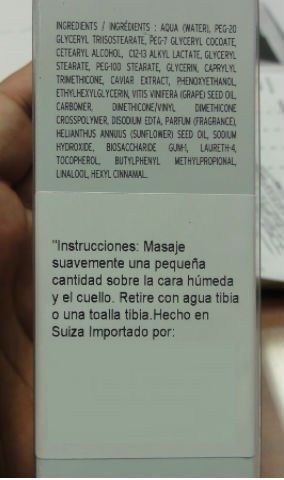 INGREDIENTS / INGRÉDIENTS : AQUA (WATER), PEG-20
GLYCERYL TRIISOSTEARATE, PEG-7 GLYCERYL COCOATE,
CETEARYL ALCOHOL, C12-13 ALKYL LACTATE, GLYCERYL
STEARATE, PEG-100 STEARATE, GLYCERIN, CAPRYLYL
TRIMETHICONE, CAVIAR EXTRACT, PHENOXYETHANOL,
ETHYLHEXYLGLYCERIN, VITIS VINIFERA (GRAPE) SEED OIL,
CARBOMER, DIMETHICONE/VINYL DIMETHICONE
CROSSPOLYMER, DISODIUM EDTA, PARFUM (FRAGRANCE),
HELIANTHUS ANNUUS (SUNFLOWER) SEED OIL, SODIUM
HYDROXIDE, BIOSACCHARIDE GUM-1, LAURETH-4,
TOCOPHEROL, BUTYLPHENYL METHYLPROPIONAL,
LINALOOL, HEXYL CINNAMAL.
"Instrucciones: Masaje
suavemente una pequeña
cantidad sobre la cara húmeda
y el cuello. Retire con agua tibia
o una toalla tibia.Hecho en
Suiza Importado por: